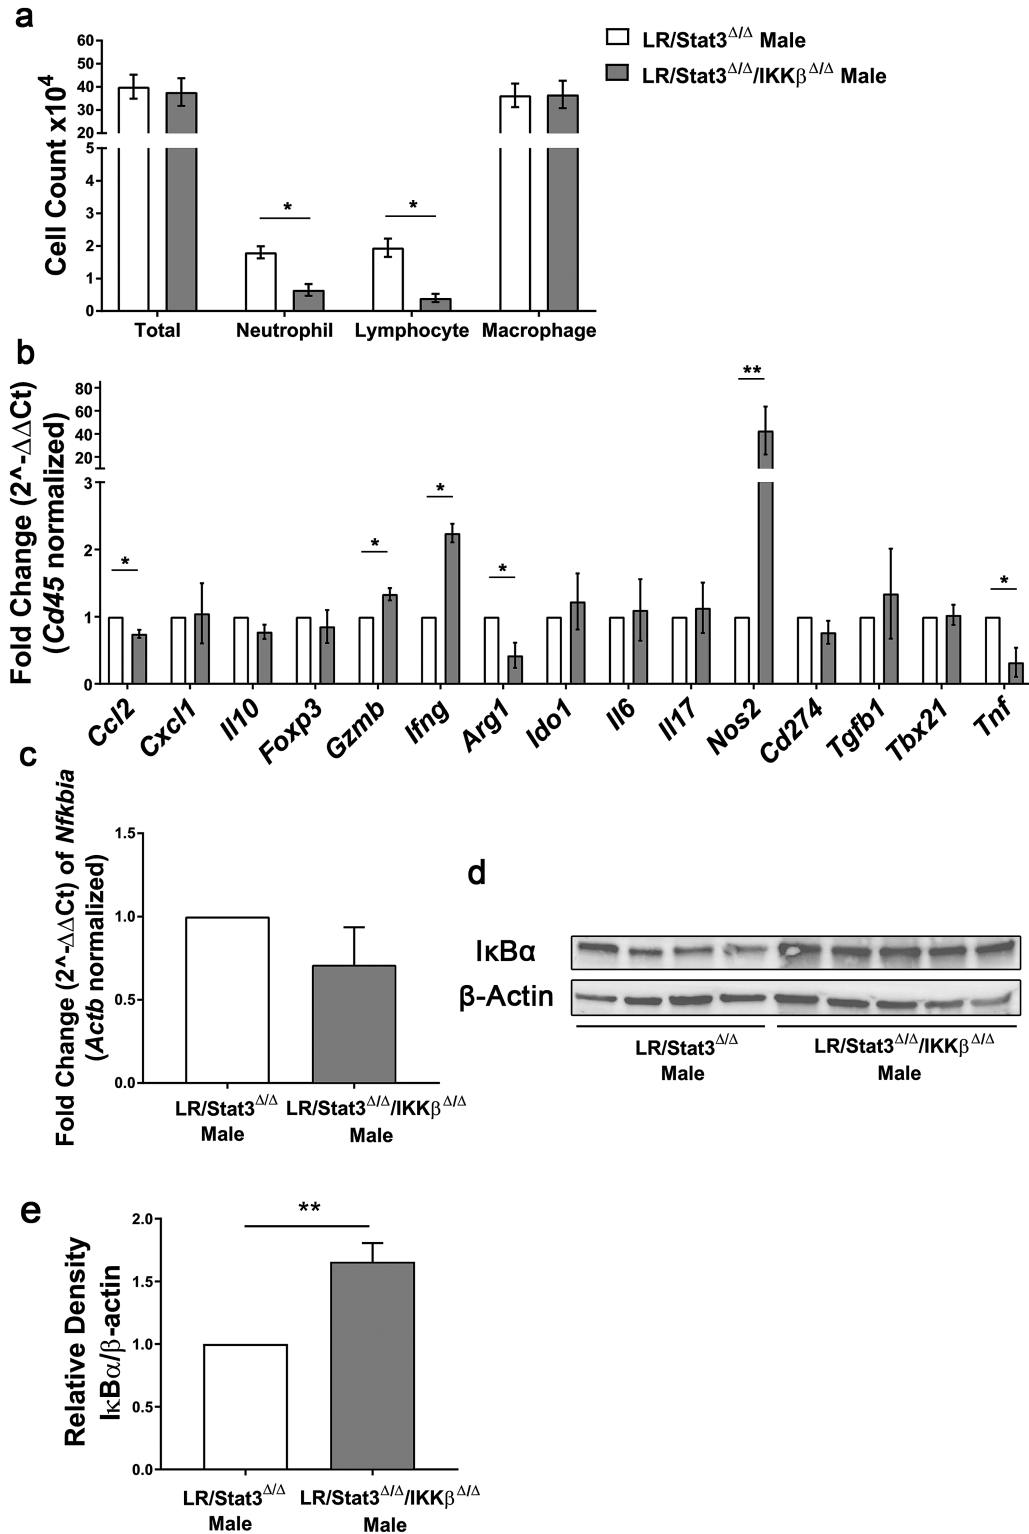 a
LR/Stat3Δ/Δ Male
LR/Stat3Δ/Δ/IKKβΔ/Δ Male
Cell Count x10⁴
60
50
40
30
20
5
4
3
2
1
0
*
*
Total Neutrophil Lymphocyte Macrophage
b
Fold Change (2^-ΔΔCt)
(Cd45 normalized)
80
60
40
20
3
2
1
0
*
*
*
*
**
*
Ccl2 Cxcl1 Il10 Foxp3 Gzmb Ifng Arg1 Ido1 Il6 Il17 Nos2 Cd274 Tgfb1 Tbx21 Tnf
c
Fold Change (2^-ΔΔCt) of Nfkbia
(Actb normalized)
1.5
1.0
0.5
0.0
LR/Stat3Δ/Δ LR/Stat3Δ/Δ/IKKβΔ/Δ
Male Male
d
IκBα
β-Actin
LR/Stat3Δ/Δ LR/Stat3Δ/Δ/IKKβΔ/Δ
Male Male
e
Relative Density
IκBα/β-actin
2.0
1.5
1.0
0.5
0.0
**
LR/Stat3Δ/Δ LR/Stat3Δ/Δ/IKKβΔ/Δ
Male Male